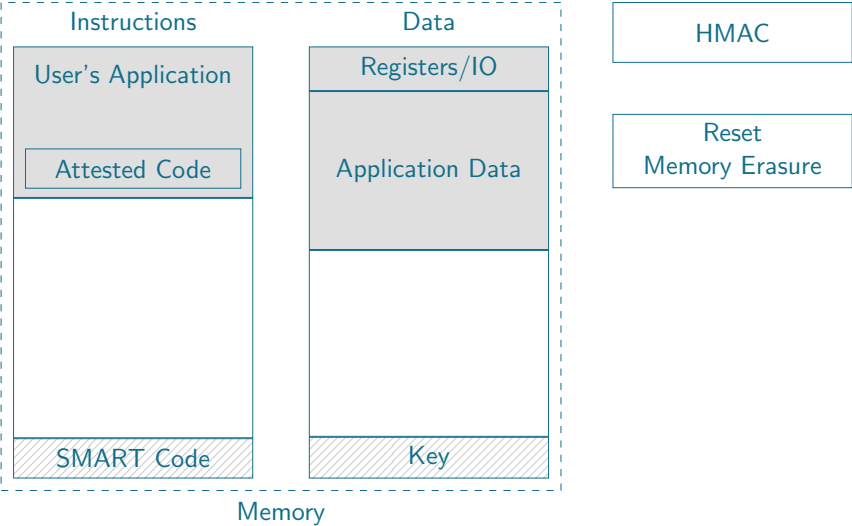 Instructions
User's Application
Attested Code
SMART Code
Data
Registers/IO
Application Data
Key
Memory
HMAC
Reset
Memory Erasure